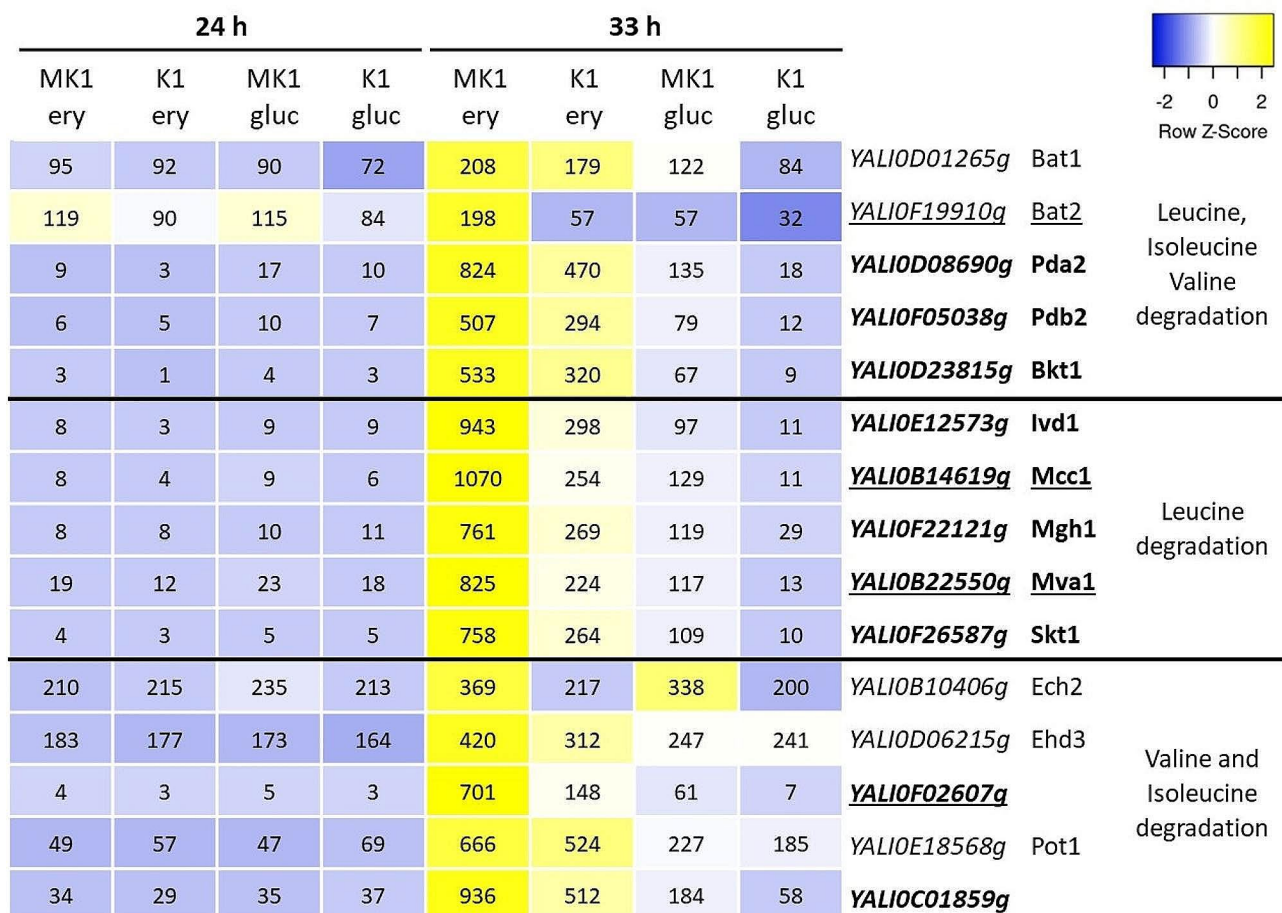 24 h 33 h
MK1 K1 MK1 K1 MK1 K1 MK1 K1
ery ery gluc gluc ery ery gluc gluc
-2 0 2
Row Z-Score
95 92 90 72 208 179 122 84 YALI0D01265g Bat1
119 90 115 84 198 57 57 32 YALI0F19910g Bat2
9 3 17 10 824 470 135 18 YALI0D08690g Pda2
6 5 10 7 507 294 79 12 YALI0F05038g Pdb2
3 1 4 3 533 320 67 9 YALI0D23815g Bkt1
Leucine,
Isoleucine
Valine
degradation
8 3 9 9 943 298 97 11 YALI0E12573g Ivd1
8 4 9 6 1070 254 129 11 YALI0B14619g Mcc1
8 8 10 11 761 269 119 29 YALI0F22121g Mgh1
19 12 23 18 825 224 117 13 YALI0B22550g Mva1
4 3 5 5 758 264 109 10 YALI0F26587g Skt1
Leucine
degradation
210 215 235 213 369 217 338 200 YALI0B10406g Ech2
183 177 173 164 420 312 247 241 YALI0D06215g Ehd3
4 3 5 3 701 148 61 7 YALI0F02607g
49 57 47 69 666 524 227 185 YALI0E18568g Pot1
34 29 35 37 936 512 184 58 YALI0C01859g
Valine and
Isoleucine
degradation